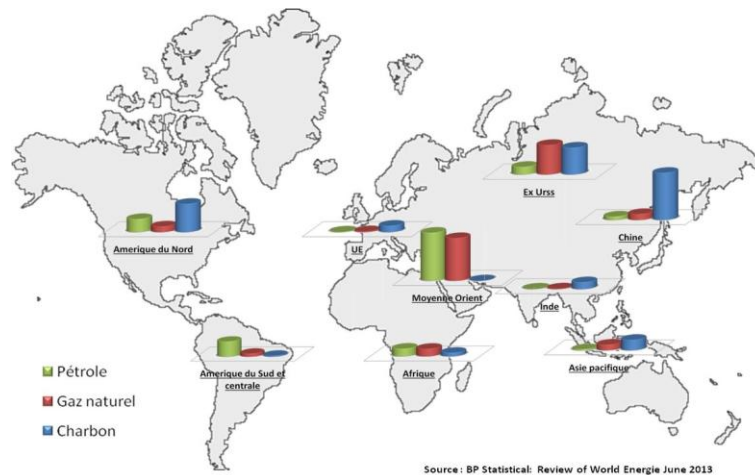 Ex Urss
Amerique du Nord
UE
Chine
Moyenne Orient
Inde
Amerique du Sud et
centrale
Afrique
Asie pacifique
Pétrole
Gaz naturel
Charbon
Source : BP Statistical: Review of World Energie June 2013